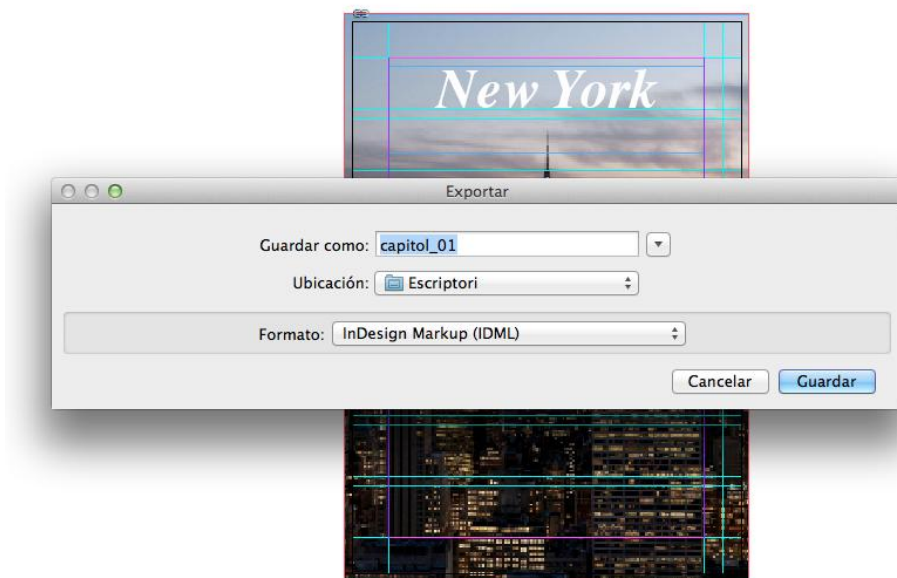 New York
Exportar
Guardar como: capitol_01
Ubicación: Escriptori
Formato: InDesign Markup (IDML)
Cancelar Guardar